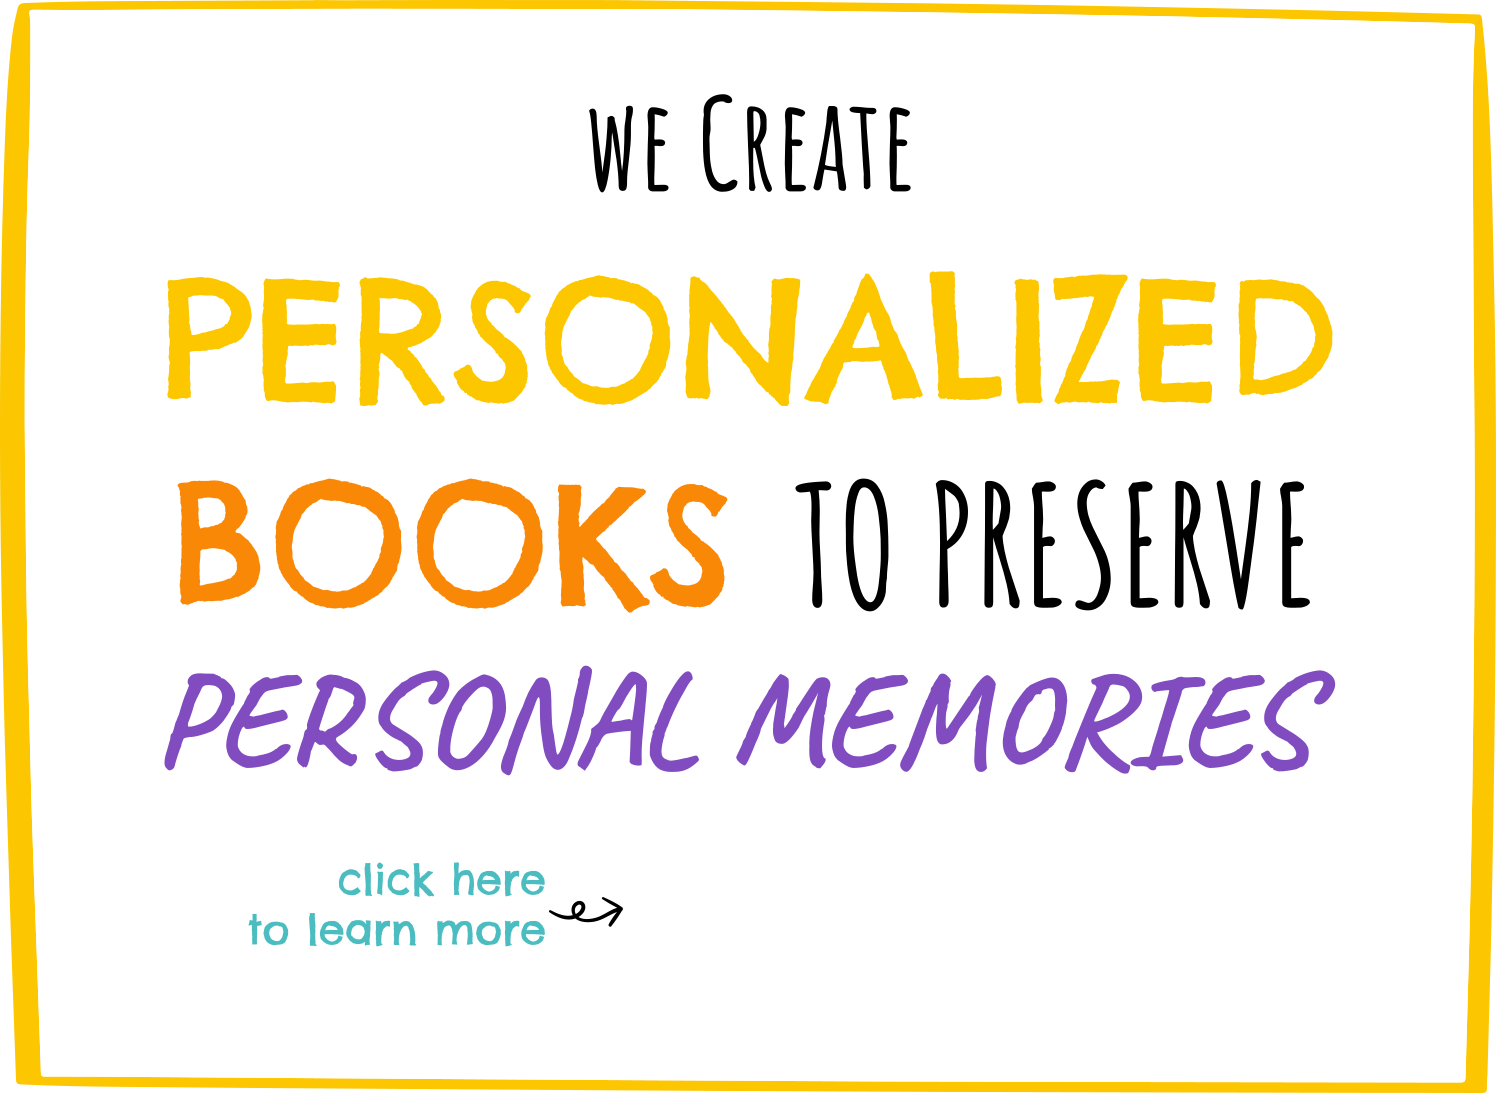 WE CREATE
PERSONALIZED
BOOKS TO PRESERVE
PERSONAL MEMORIES
click here
to learn more